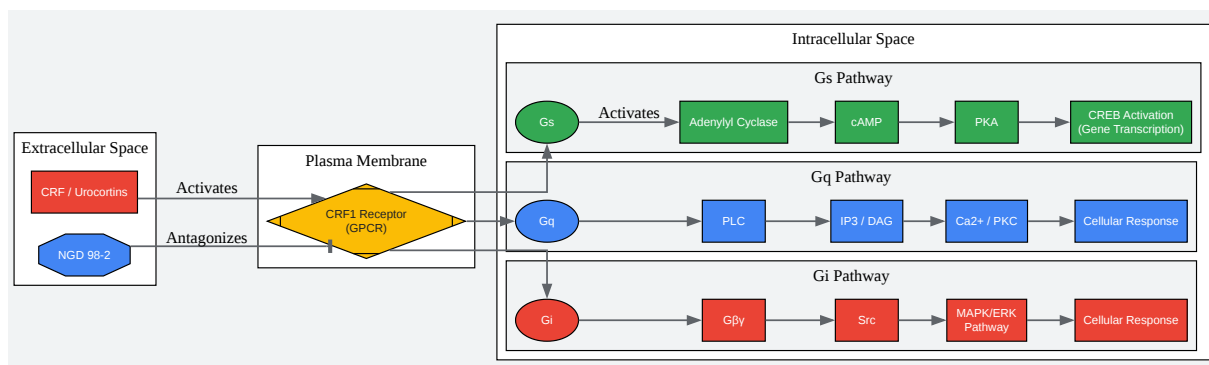 Intracellular Space
Gs Pathway
Gs
Activates
Adenylyl Cyclase
cAMP
PKA
CREB Activation
(Gene Transcription)
Extracellular Space
CRF / Urocortins
Activates
NGD 98-2
Antagonizes
Plasma Membrane
CRF1 Receptor
(GPCR)
Gq Pathway
Gq
PLC
IP3 / DAG
Ca2+ / PKC
Cellular Response
Gi Pathway
Gi
Gβγ
Src
MAPK/ERK
Pathway
Cellular Response